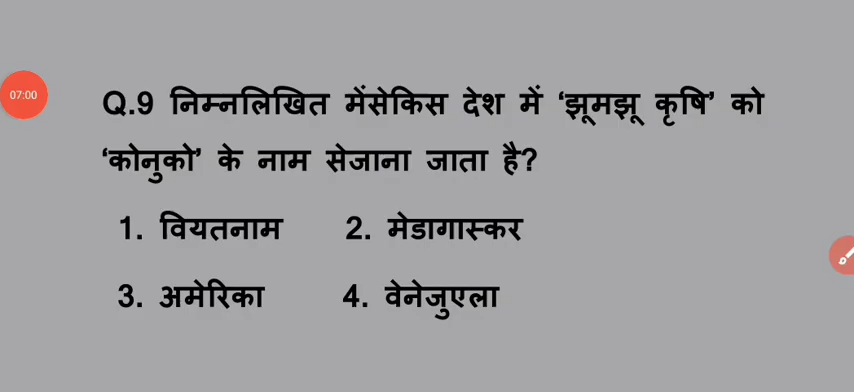 07:00
Q.9 निम्नलिखित मेंसेकिस देश में ‘झूमझू कृषि’ को
‘कोनुको’ के नाम सेजाना जाता है?
1. वियतनाम 2. मेडागास्कर
3. अमेरिका 4. वेनेजुएला